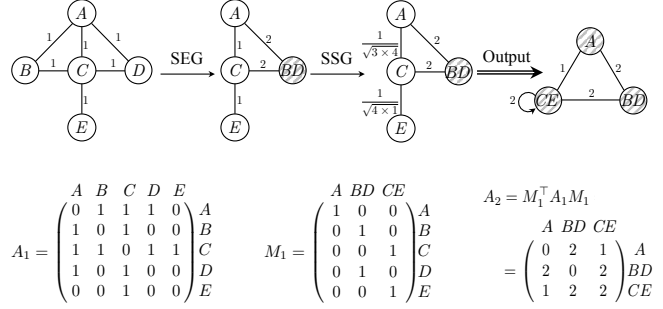 A
1 1 1
B 1 C 1 D
1
E
SEG
A
1 2
C 2 BD
1
E
SSG
A
1/√(3×4) 2
C 2 BD
1/√(4×1)
E
Output
A
1 2
2 CE 2 BD
A B C D E
0 1 1 1 0 A
1 0 1 0 0 B
A₁ = 1 1 0 1 1 C
1 0 1 0 0 D
0 0 1 0 0 E
A BD CE
1 0 0 A
0 1 0 B
M₁ = 0 0 1 C
0 1 0 D
0 0 1 E
A₂ = M₁⊤A₁M₁
A BD CE
0 2 1 A
= 2 0 2 BD
1 2 2 CE